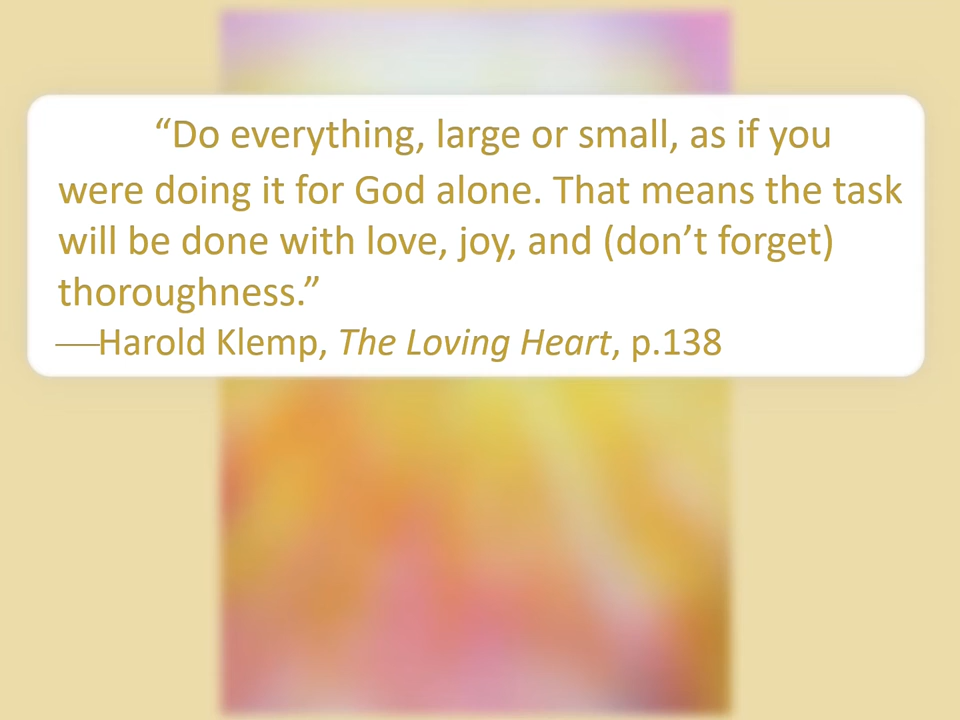 “Do everything, large or small, as if you
were doing it for God alone. That means the task
will be done with love, joy, and (don’t forget)
thoroughness.”
—Harold Klemp, The Loving Heart, p.138